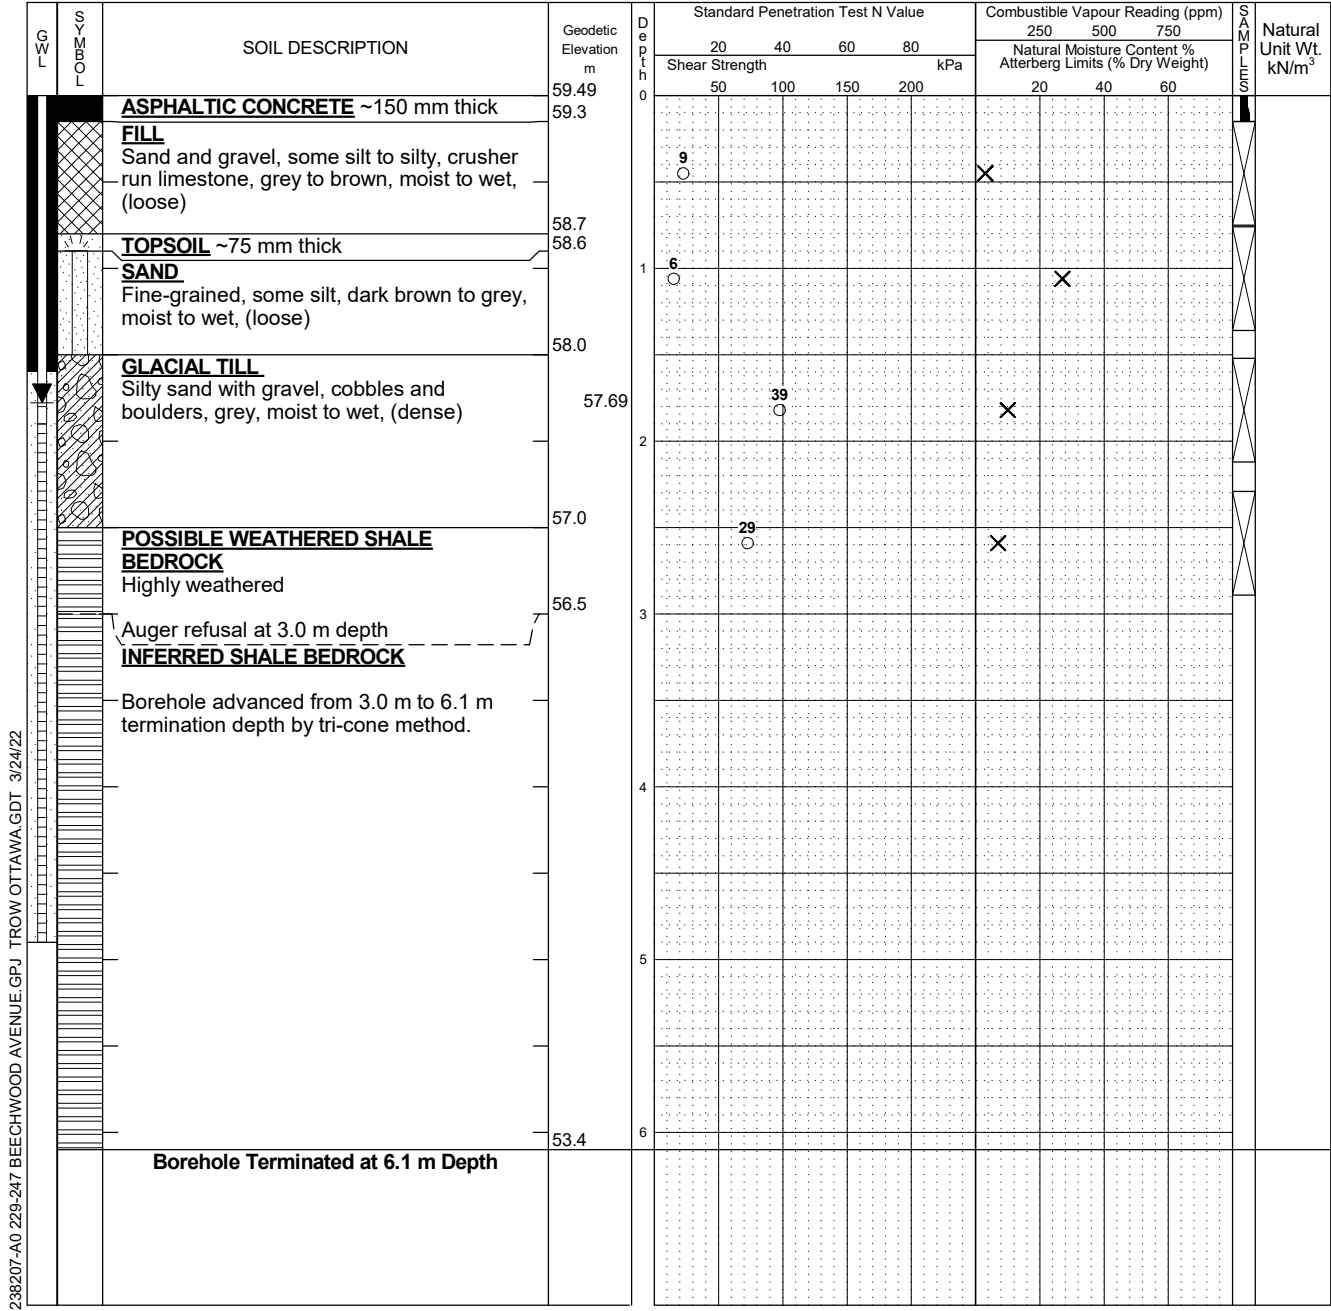 GWL
SYMBOL
SOIL DESCRIPTION
Geodetic
Elevation
m
Depth
Standard Penetration Test N Value
20 40 60 80
Shear Strength kPa
50 100 150 200
Combustible Vapour Reading (ppm)
250 500 750
Natural Moisture Content %
Atterberg Limits (% Dry Weight)
20 40 60
SAMPLES
Natural
Unit Wt.
kN/m³
59.49
0
ASPHALTIC CONCRETE ~150 mm thick
59.3
FILL
Sand and gravel, some silt to silty, crusher
run limestone, grey to brown, moist to wet,
(loose)
9
58.7
TOPSOIL ~75 mm thick
58.6
SAND
Fine-grained, some silt, dark brown to grey,
moist to wet, (loose)
1
6
58.0
GLACIAL TILL
Silty sand with gravel, cobbles and
boulders, grey, moist to wet, (dense)
57.69
39
2
57.0
POSSIBLE WEATHERED SHALE
BEDROCK
Highly weathered
29
56.5
3
Auger refusal at 3.0 m depth
INFERRED SHALE BEDROCK
Borehole advanced from 3.0 m to 6.1 m
termination depth by tri-cone method.
4
5
6
53.4
Borehole Terminated at 6.1 m Depth
238207-A0 229-247 BEECHWOOD AVENUE.GPJ TROW OTTAWA.GDT 3/24/22